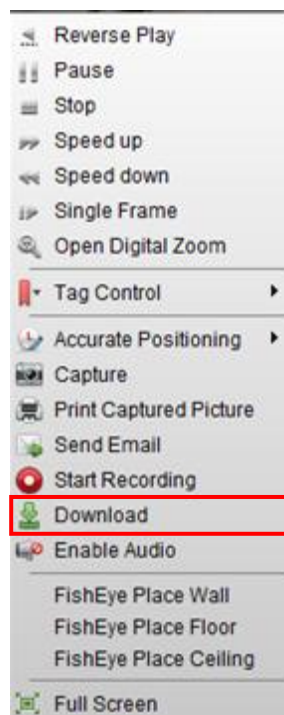 Reverse Play
Pause
Stop
Speed up
Speed down
Single Frame
Open Digital Zoom
Tag Control
Accurate Positioning
Capture
Print Captured Picture
Send Email
Start Recording
Download
Enable Audio
FishEye Place Wall
FishEye Place Floor
FishEye Place Ceiling
Full Screen